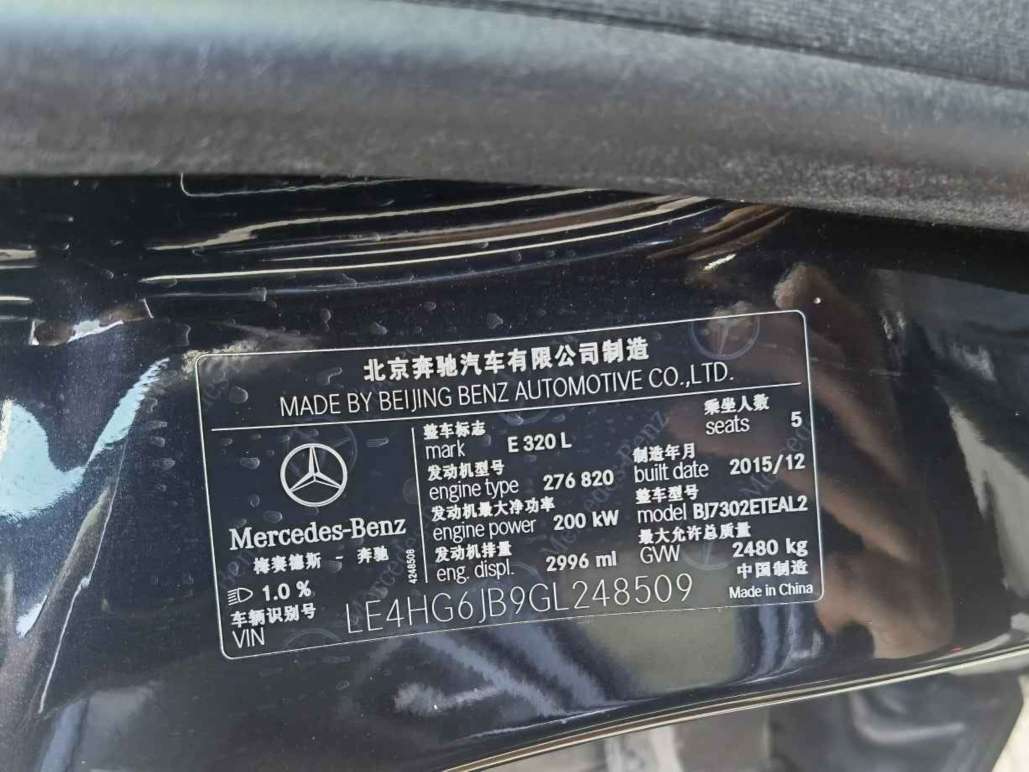 北京奔驰汽车有限公司制造
MADE BY BEIJING BENZ AUTOMOTIVE CO.,LTD.
Mercedes-Benz
梅赛德斯 - 奔驰
1.0 %
4248508
整车标志
mark E 320 L
乘坐人数
seats 5
发动机型号
engine type 276 820
制造年月
built date 2015/12
发动机最大净功率
engine power 200 kW
整车型号
model BJ7302ETEAL2
发动机排量
eng. displ. 2996 ml
最大允许总质量
GVW 2480 kg
车辆识别号
VIN LE4HG6JB9GL248509
中国制造
Made in China
Mercedes-Benz